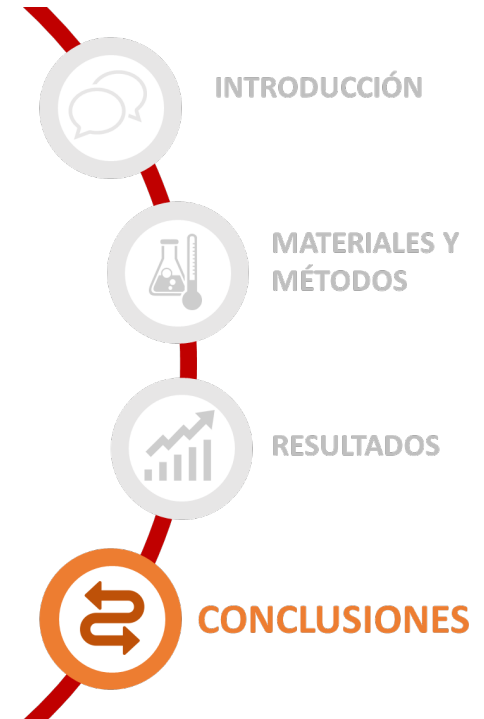 INTRODUCCIÓN
MATERIALES Y
MÉTODOS
RESULTADOS
CONCLUSIONES